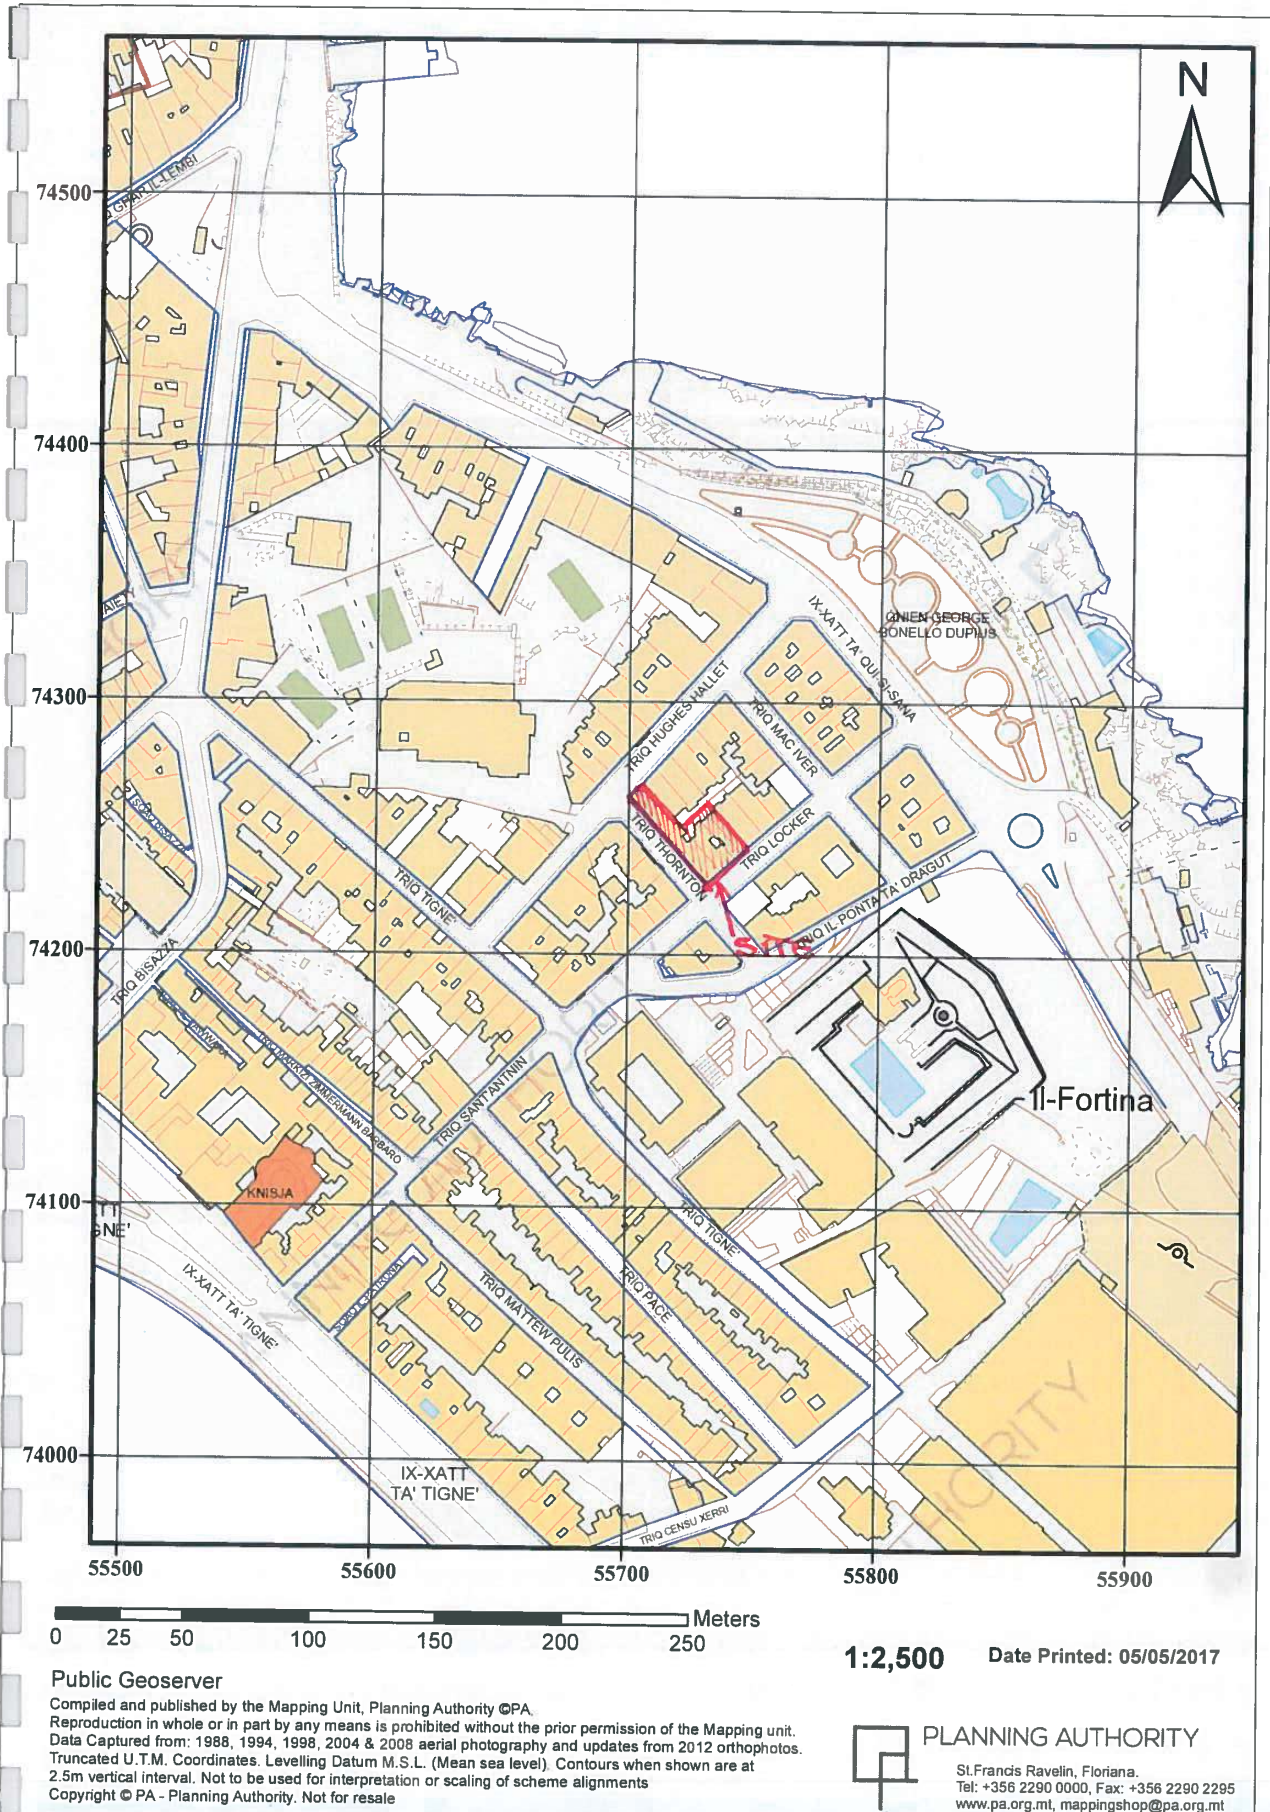 N
TRIQ GHAR IL-LEMBI
74500
74400
IX-XATT TA' QUI-SI-SANA
GNIEN GEORGE
BONELLO DUPIUS
74300
TRIQ HUGHES HALLET
TRIQ MAC IVER
TRIQ THORNTON
TRIQ LOCKER
TRIQ IL PONTA TA' DRAGUT
SITE
TRIQ TIGNE'
74200
TRIQ BISAZZA
TRIQ MARKIZI ZIMMERMANN BARBARO
TRIQ SANT'ANTNIN
Il-Fortina
KNISJA
74100
TRIQ TIGNE'
IX-XATT TA' TIGNE'
TRIQ MATTEW PULIS
TRIQ PACE
74000
IX-XATT
TA' TIGNE'
TRIQ CENSU XERRI
HORITY
55500 55600 55700 55800 55900
Meters
0 25 50 100 150 200 250
1:2,500 Date Printed: 05/05/2017
Public Geoserver
Compiled and published by the Mapping Unit, Planning Authority ©PA.
Reproduction in whole or in part by any means is prohibited without the prior permission of the Mapping unit.
Data Captured from: 1988, 1994, 1998, 2004 & 2008 aerial photography and updates from 2012 orthophotos.
Truncated U.T.M. Coordinates. Levelling Datum M.S.L. (Mean sea level). Contours when shown are at
2.5m vertical interval. Not to be used for interpretation or scaling of scheme alignments
Copyright © PA - Planning Authority. Not for resale
PLANNING AUTHORITY
St.Francis Ravelin, Floriana.
Tel: +356 2290 0000, Fax: +356 2290 2295
www.pa.org.mt, mappingshop@pa.org.mt